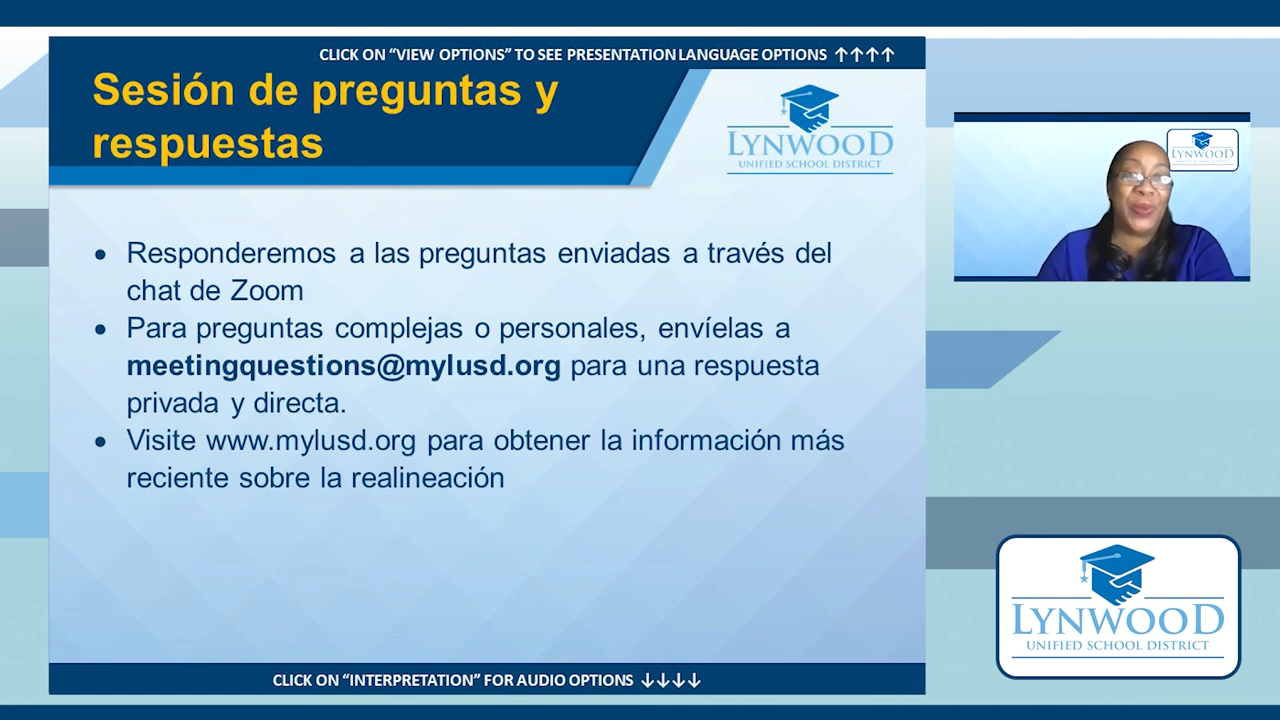 CLICK ON “VIEW OPTIONS” TO SEE PRESENTATION LANGUAGE OPTIONS ↑↑↑↑
Sesión de preguntas y
respuestas
LYNWOOD
UNIFIED SCHOOL DISTRICT
LYNWOOD
• Responderemos a las preguntas enviadas a través del
chat de Zoom
• Para preguntas complejas o personales, envíelas a
meetingquestions@mylusd.org para una respuesta
privada y directa.
• Visite www.mylusd.org para obtener la información más
reciente sobre la realineación
LYNWOOD
UNIFIED SCHOOL DISTRICT
CLICK ON “INTERPRETATION” FOR AUDIO OPTIONS ↓↓↓↓